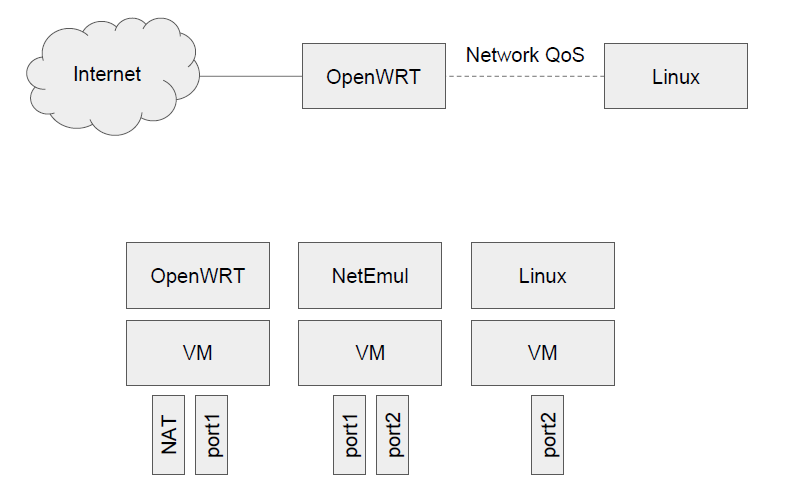 Internet
OpenWRT
Network QoS
Linux
OpenWRT
NetEmul
Linux
VM
VM
VM
NAT
port1
port1
port2
port2